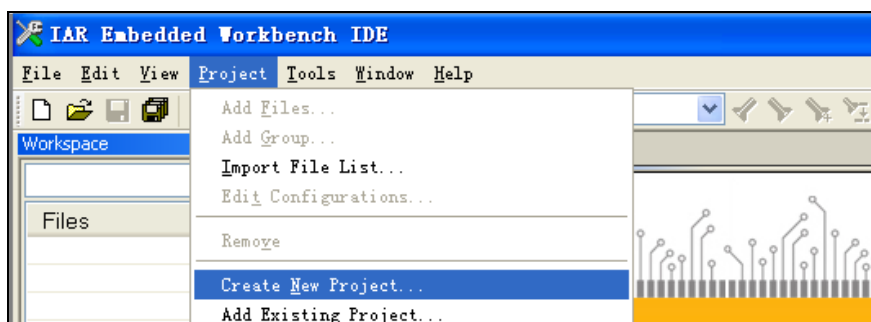 IAR Embedded Workbench IDE
File Edit View Project Tools Window Help
Add Files...
Workspace
Add Group...
Import File List...
Edit Configurations...
Files
Remove
Create New Project...
Add Existing Project...